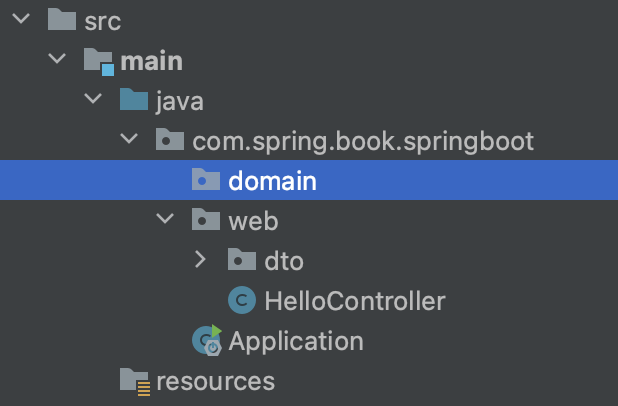 src
main
java
com.spring.book.springboot
domain
web
dto
C HelloController
Application
resources